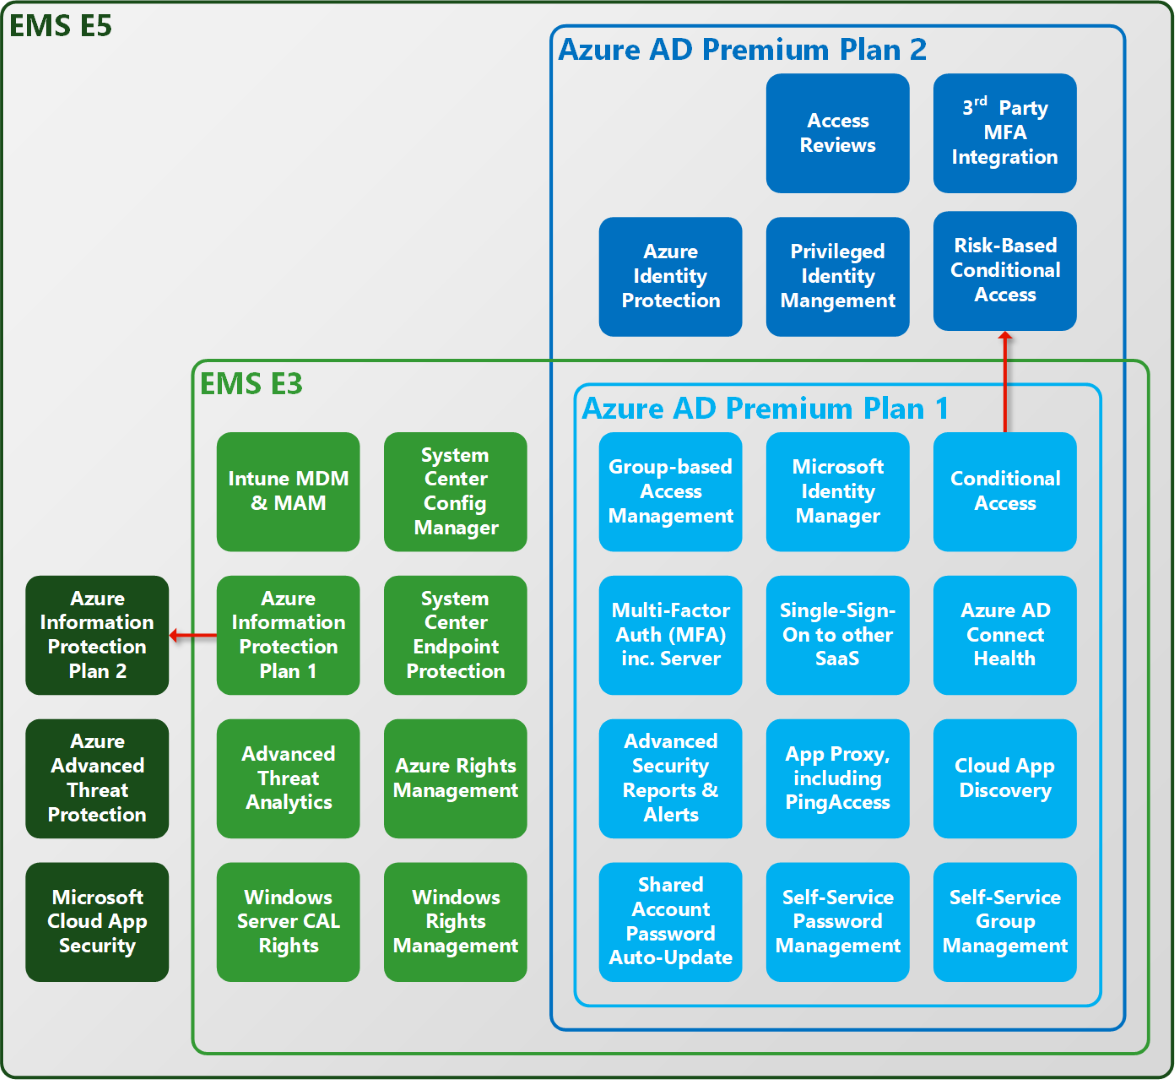 EMS E5
Azure AD Premium Plan 2
Access
Reviews
3rd Party
MFA
Integration
Azure
Identity
Protection
Privileged
Identity
Mangement
Risk-Based
Conditional
Access
EMS E3
Azure AD Premium Plan 1
Intune MDM
& MAM
System
Center
Config
Manager
Group-based
Access
Management
Microsoft
Identity
Manager
Conditional
Access
Azure
Information
Protection
Plan 2
Azure
Information
Protection
Plan 1
System
Center
Endpoint
Protection
Multi-Factor
Auth (MFA)
inc. Server
Single-Sign-
On to other
SaaS
Azure AD
Connect
Health
Azure
Advanced
Threat
Protection
Advanced
Threat
Analytics
Azure Rights
Management
Advanced
Security
Reports &
Alerts
App Proxy,
including
PingAccess
Cloud App
Discovery
Microsoft
Cloud App
Security
Windows
Server CAL
Rights
Windows
Rights
Management
Shared
Account
Password
Auto-Update
Self-Service
Password
Management
Self-Service
Group
Management